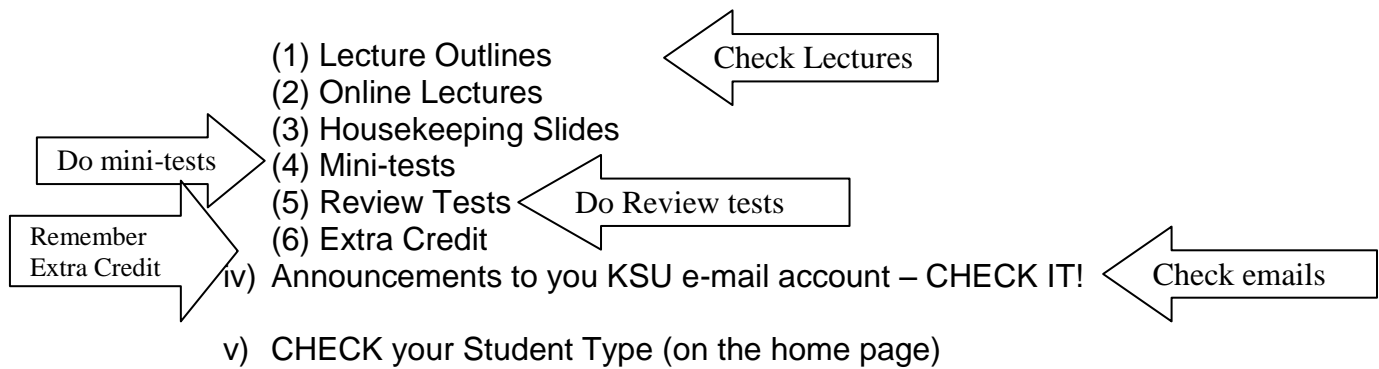 (1) Lecture Outlines
Check Lectures
(2) Online Lectures
(3) Housekeeping Slides
Do mini-tests
(4) Mini-tests
(5) Review Tests
Do Review tests
Remember
Extra Credit
(6) Extra Credit
iv) Announcements to you KSU e-mail account – CHECK IT!
Check emails
v) CHECK your Student Type (on the home page)